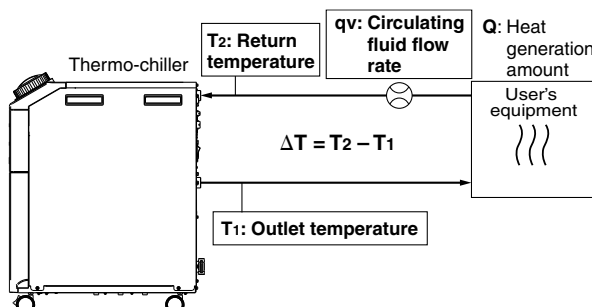 Thermo-chiller
T2: Return
temperature
qv: Circulating
fluid flow
rate
Q: Heat
generation
amount
User's
equipment
ΔT = T2 – T1
T1: Outlet temperature